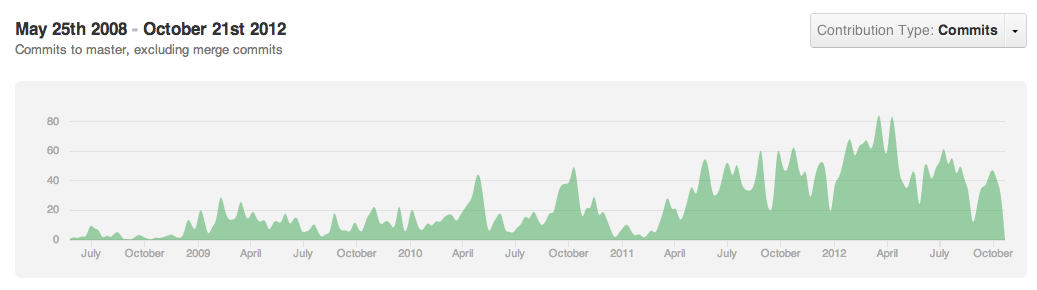 May 25th 2008 - October 21st 2012
Commits to master, excluding merge commits
Contribution Type: Commits
80
60
40
20
0
July October 2009 April July October 2010 April July October 2011 April July October 2012 April July October